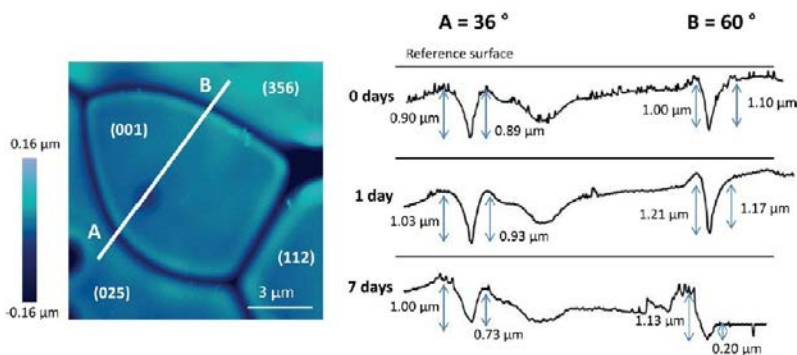 A = 36 °
B = 60 °
Reference surface
0 days
0.90 µm
0.89 µm
1.00 µm
1.10 µm
1 day
1.03 µm
0.93 µm
1.21 µm
1.17 µm
7 days
1.00 µm
0.73 µm
1.13 µm
0.20 µm
0.16 µm
-0.16 µm
B
(356)
(001)
A
(112)
(025)
3 µm